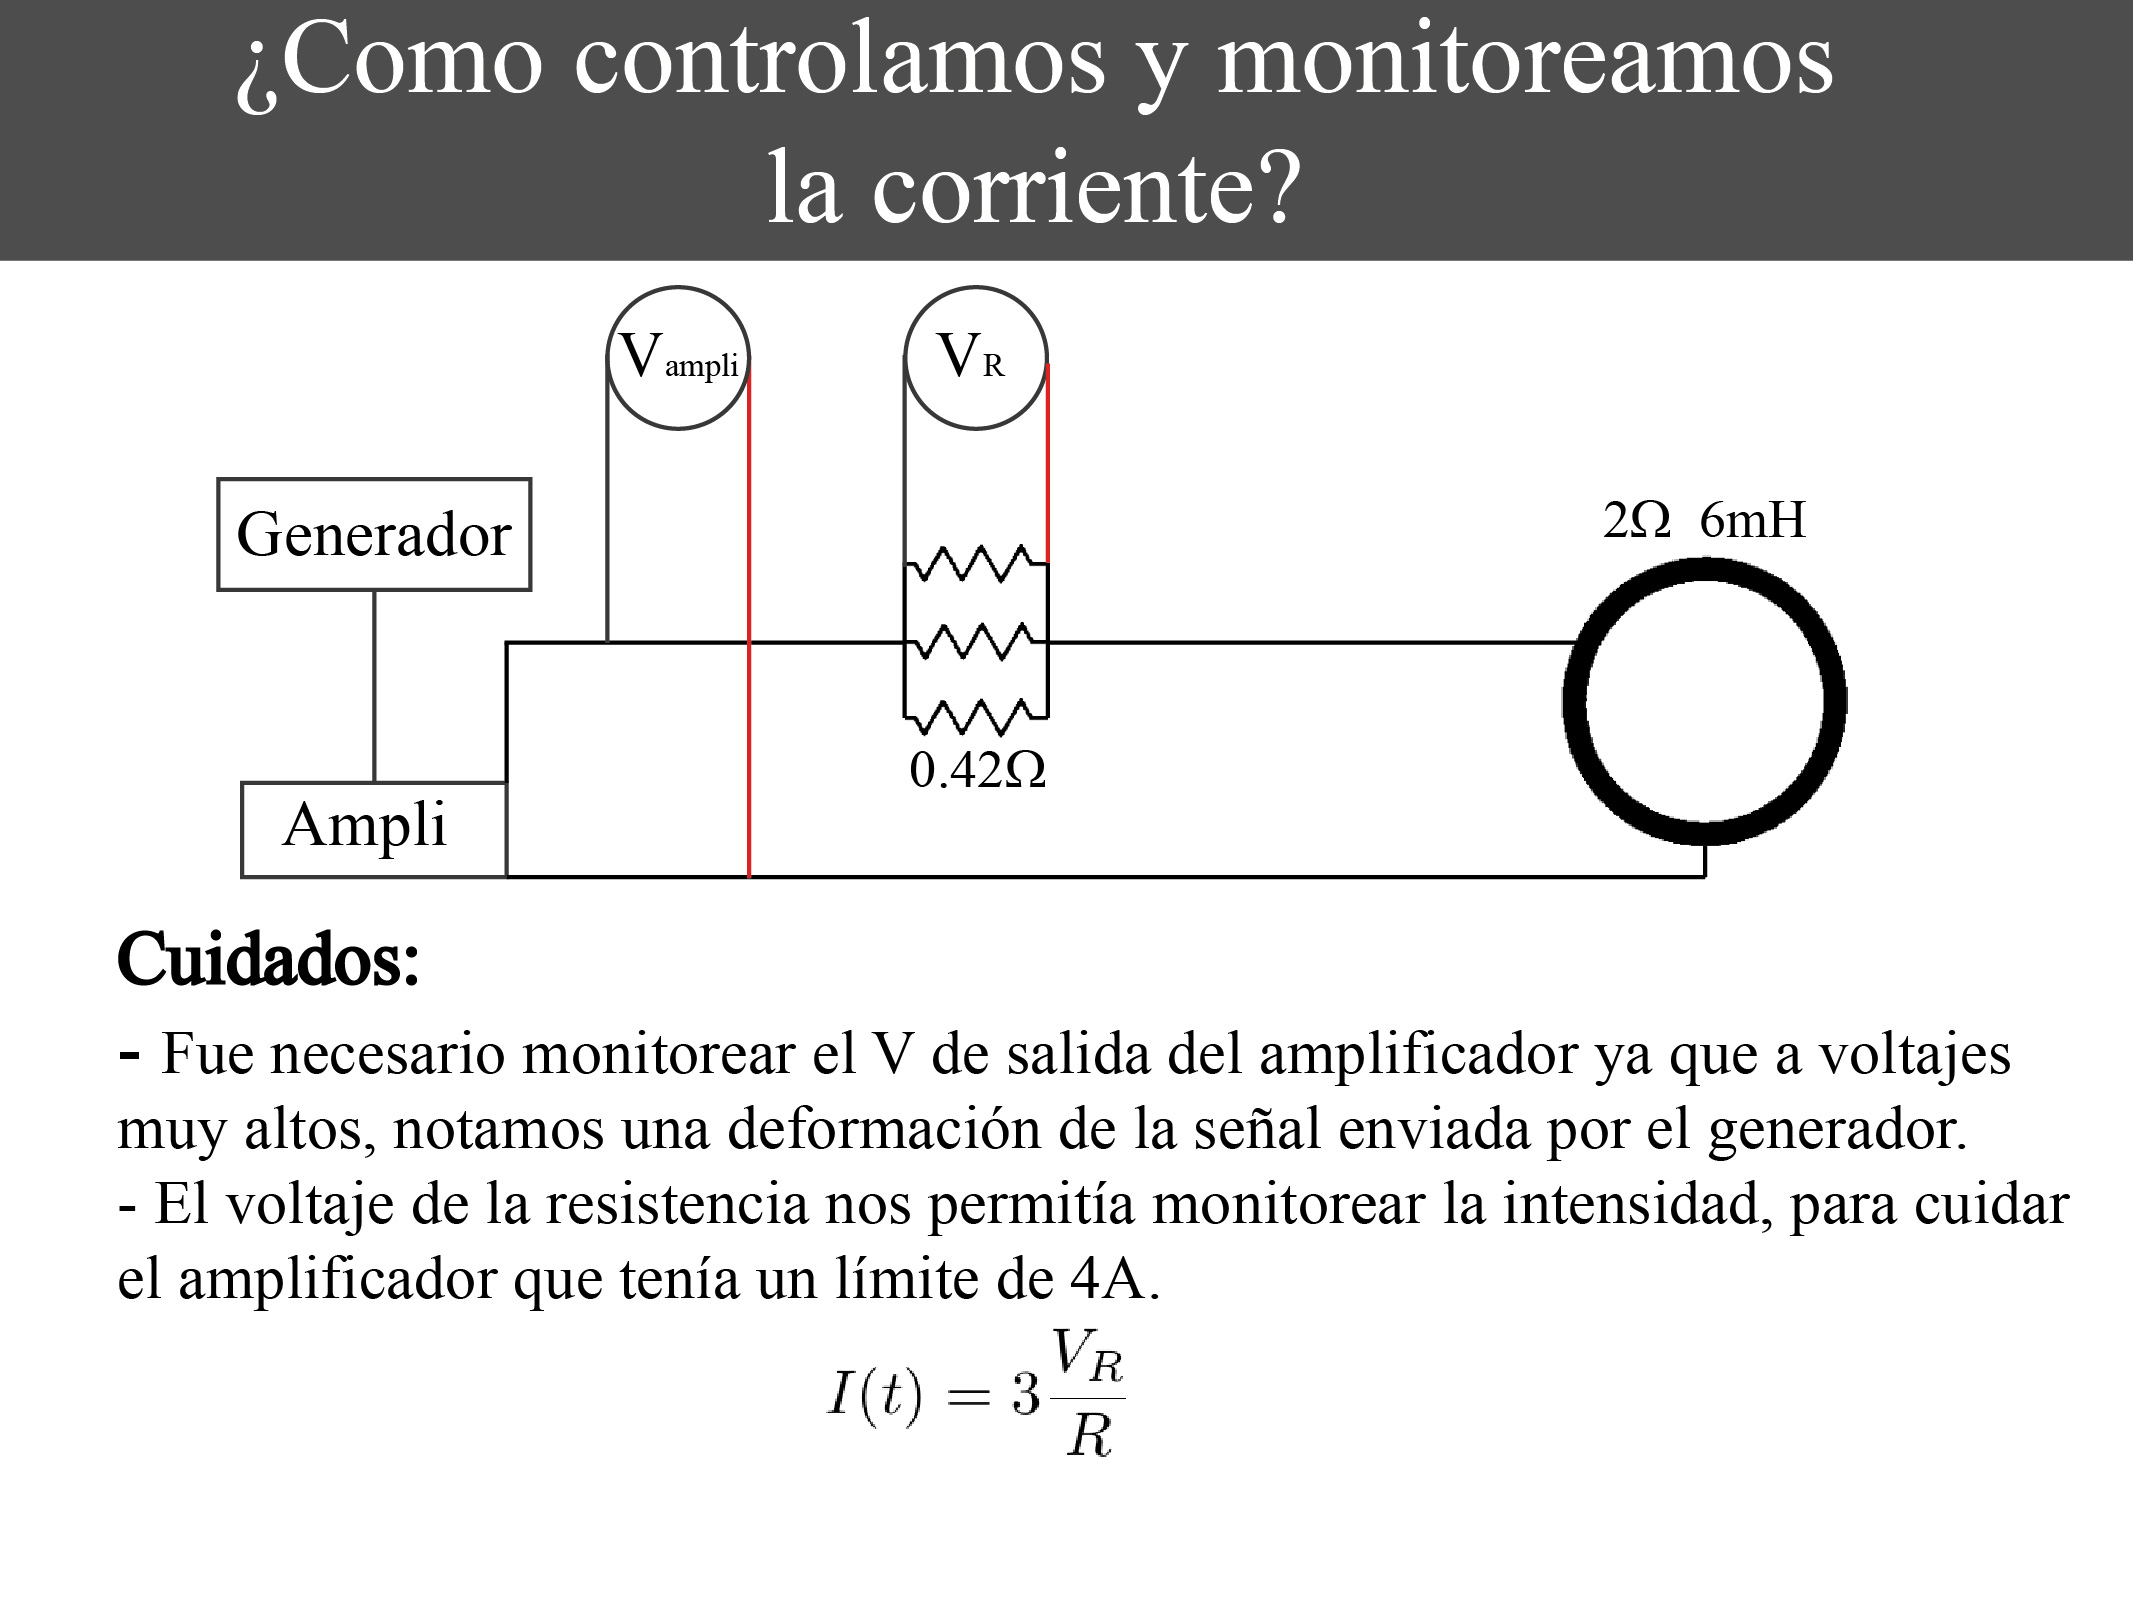 ¿Como controlamos y monitoreamos
la corriente?
Vampli
VR
Generador
2Ω 6mH
0.42Ω
Ampli
Cuidados:
- Fue necesario monitorear el V de salida del amplificador ya que a voltajes
muy altos, notamos una deformación de la señal enviada por el generador.
- El voltaje de la resistencia nos permitía monitorear la intensidad, para cuidar
el amplificador que tenía un límite de 4A.
I(t) = 3 V_R / R